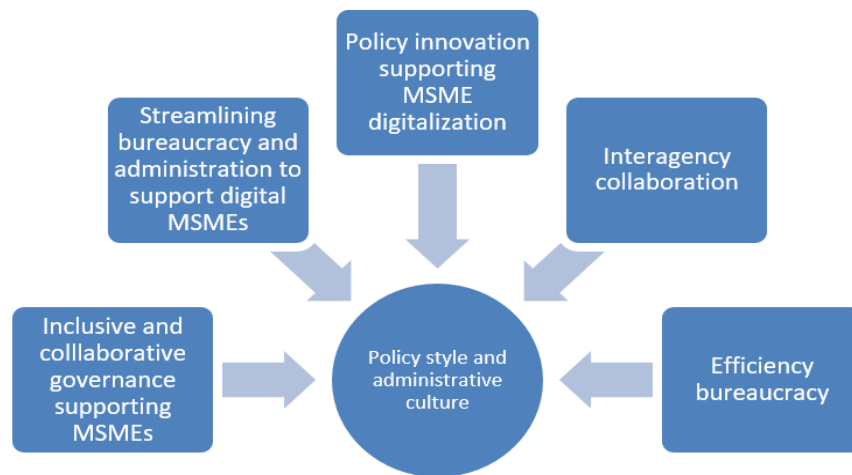 Policy innovation
supporting
MSME
digitalization
Streamlining
bureaucracy and
administration to
support digital
MSMEs
Interagency
collaboration
Inclusive and
colllaborative
governance
supporting
MSMEs
Policy style and
administrative
culture
Efficiency
bureaucracy